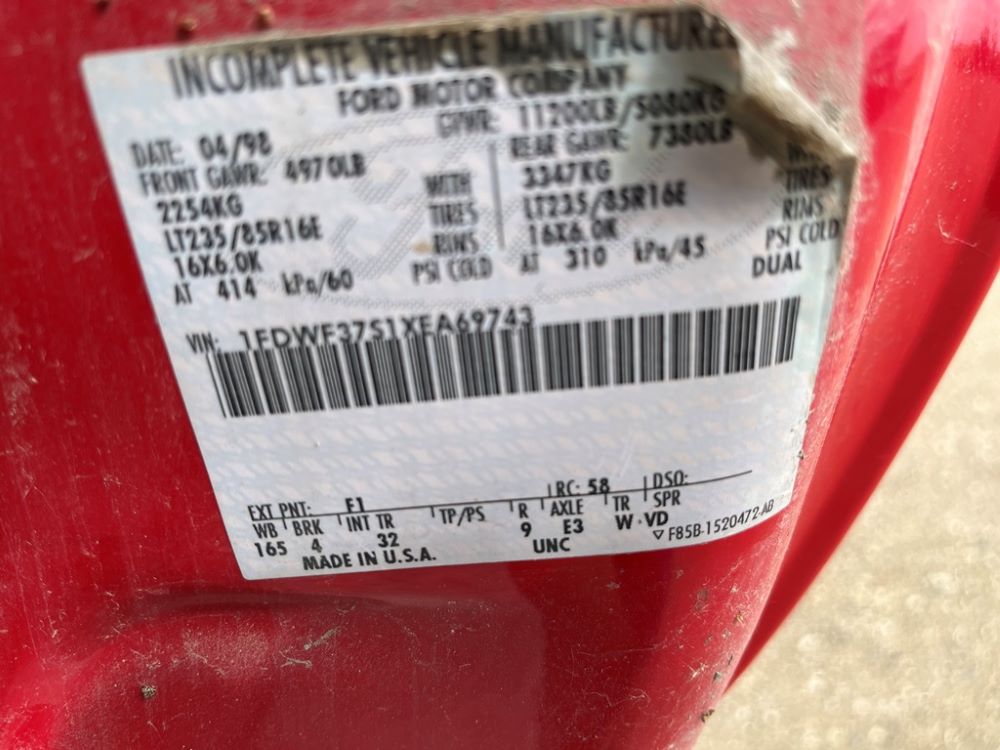 INCOMPLETE VEHICLE MANUFACTURED
FORD MOTOR COMPANY
DATE: 04/98 GVWR: 11200LB/5080KG
FRONT GAWR: 4970LB REAR GAWR: 7380LB
2254KG WITH 3347KG WITH
LT235/85R16E TIRES LT235/85R16E TIRES
16X6.0K RIMS 16X6.0K RIMS
AT 414 kPa/60 PSI COLD AT 310 kPa/45 PSI COLD
DUAL
VIN: 1FDWF37S1XEA69743
EXT PNT: F1 RC: 58 DSO:
WB BRK INT TR TP/PS R AXLE TR SPR
165 4 32 9 E3 W VD
MADE IN U.S.A. UNC ▽ F85B-1520472-AB